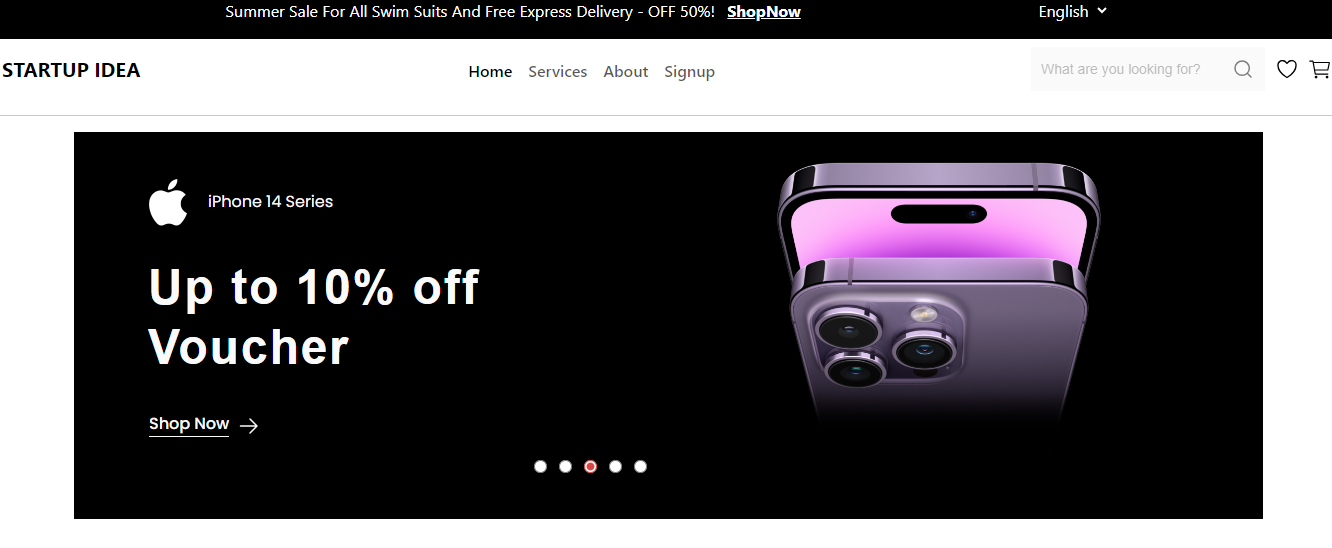 Summer Sale For All Swim Suits And Free Express Delivery - OFF 50%! ShopNow English
STARTUP IDEA Home Services About Signup What are you looking for?
iPhone 14 Series
Up to 10% off
Voucher
Shop Now